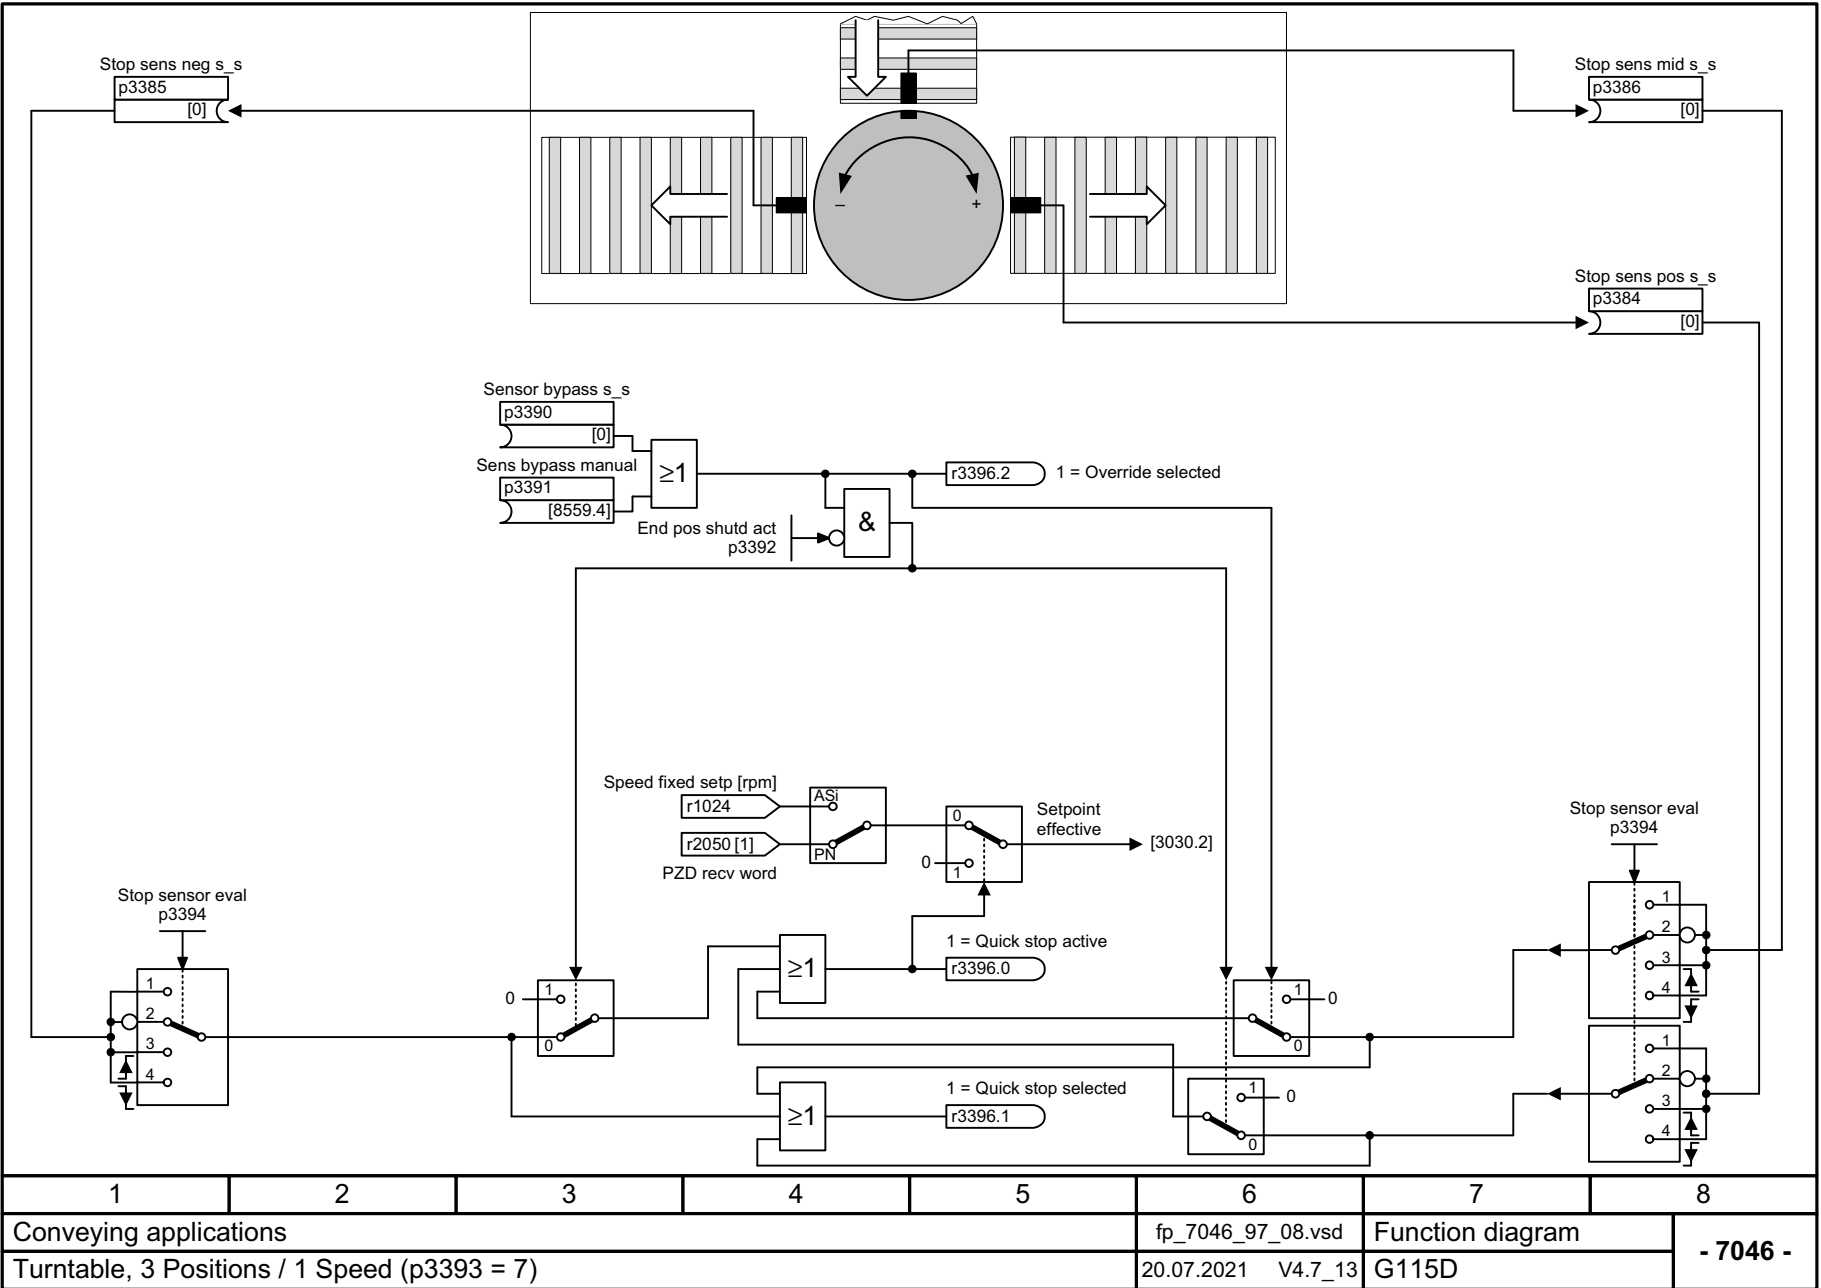 Stop sens neg s_s
p3385
[0]
Stop sens mid s_s
p3386
[0]
–
+
Stop sens pos s_s
p3384
[0]
Sensor bypass s_s
p3390
[0]
Sens bypass manual
p3391
[8559.4]
≥1
r3396.2
1 = Override selected
&
End pos shutd act
p3392
Speed fixed setp [rpm]
r1024
ASi
r2050 [1]
PN
PZD recv word
0
0
1
Setpoint
effective
[3030.2]
Stop sensor eval
p3394
1
2
3
4
Stop sensor eval
p3394
1
2
3
4
1
2
3
4
0
1
0
≥1
1 = Quick stop active
r3396.0
1
0
0
≥1
1 = Quick stop selected
r3396.1
1
0
0
1
2
3
4
5
6
7
8
Conveying applications
fp_7046_97_08.vsd
Function diagram
- 7046 -
Turntable, 3 Positions / 1 Speed (p3393 = 7)
20.07.2021
V4.7_13
G115D